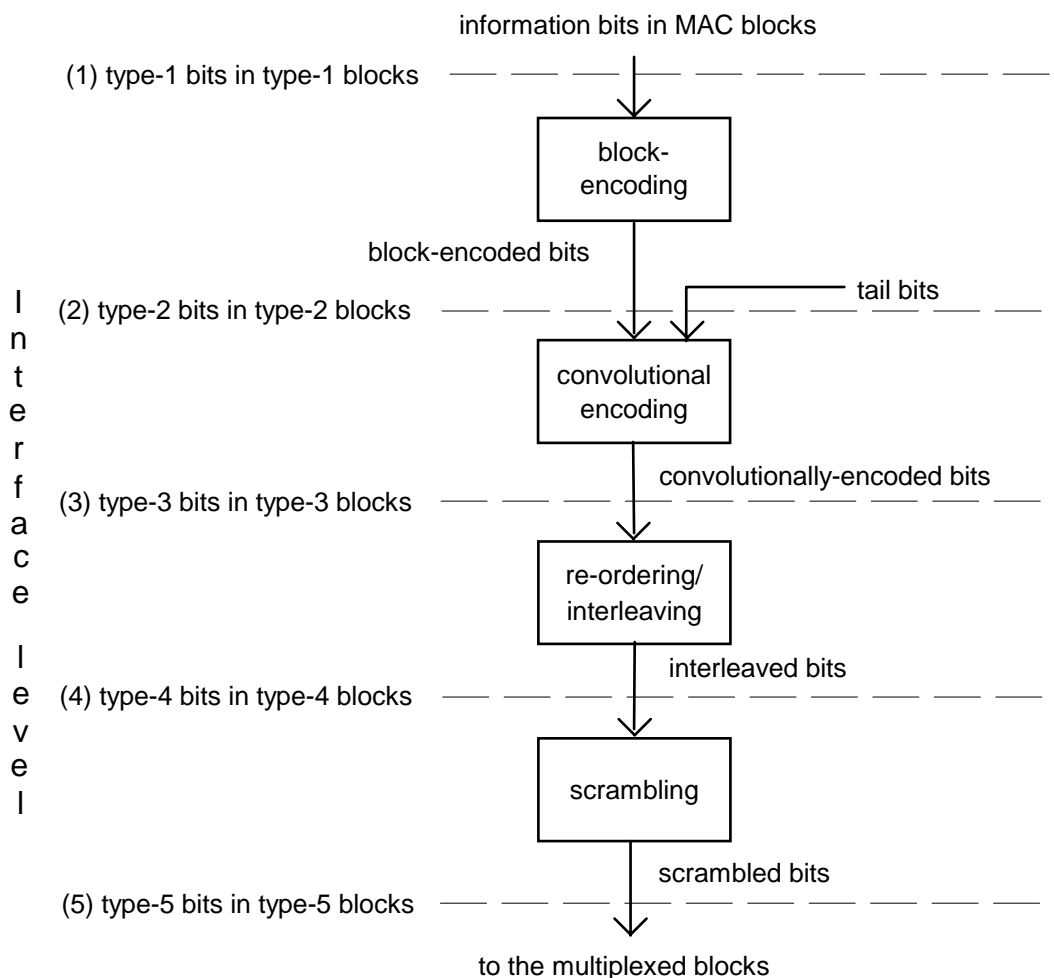 information bits in MAC blocks
(1) type-1 bits in type-1 blocks
block-
encoding
block-encoded bits
tail bits
(2) type-2 bits in type-2 blocks
convolutional
encoding
convolutionally-encoded bits
(3) type-3 bits in type-3 blocks
re-ordering/
interleaving
interleaved bits
(4) type-4 bits in type-4 blocks
scrambling
scrambled bits
(5) type-5 bits in type-5 blocks
to the multiplexed blocks
Interface level